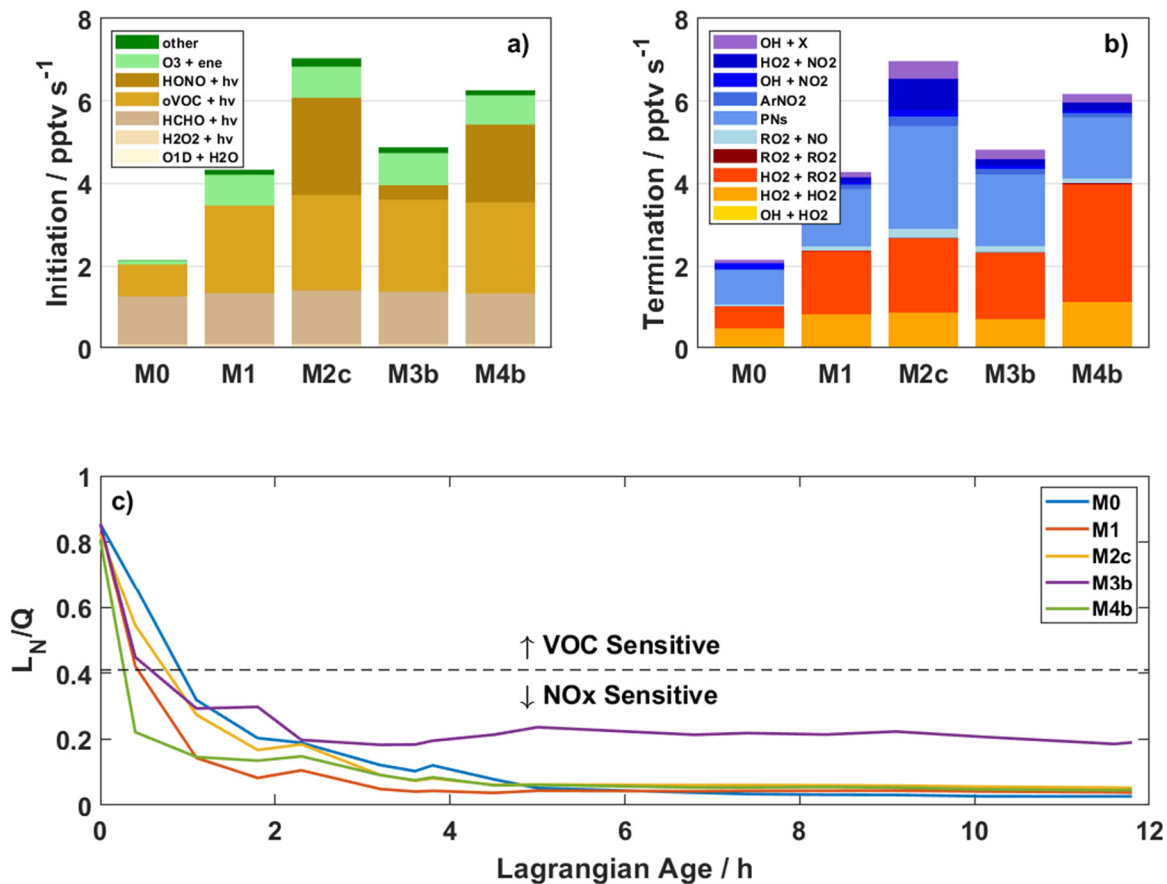 a)
Initiation / pptv s⁻¹
8
6
4
2
0
other
O3 + ene
HONO + hv
oVOC + hv
HCHO + hv
H2O2 + hv
O1D + H2O
M0 M1 M2c M3b M4b
b)
Termination / pptv s⁻¹
8
6
4
2
0
OH + X
HO2 + NO2
OH + NO2
ArNO2
PNs
RO2 + NO
RO2 + RO2
HO2 + RO2
HO2 + HO2
OH + HO2
M0 M1 M2c M3b M4b
c)
L_N/Q
1
0.8
0.6
0.4
0.2
0
↑ VOC Sensitive
↓ NOx Sensitive
M0
M1
M2c
M3b
M4b
0 2 4 6 8 10 12
Lagrangian Age / h